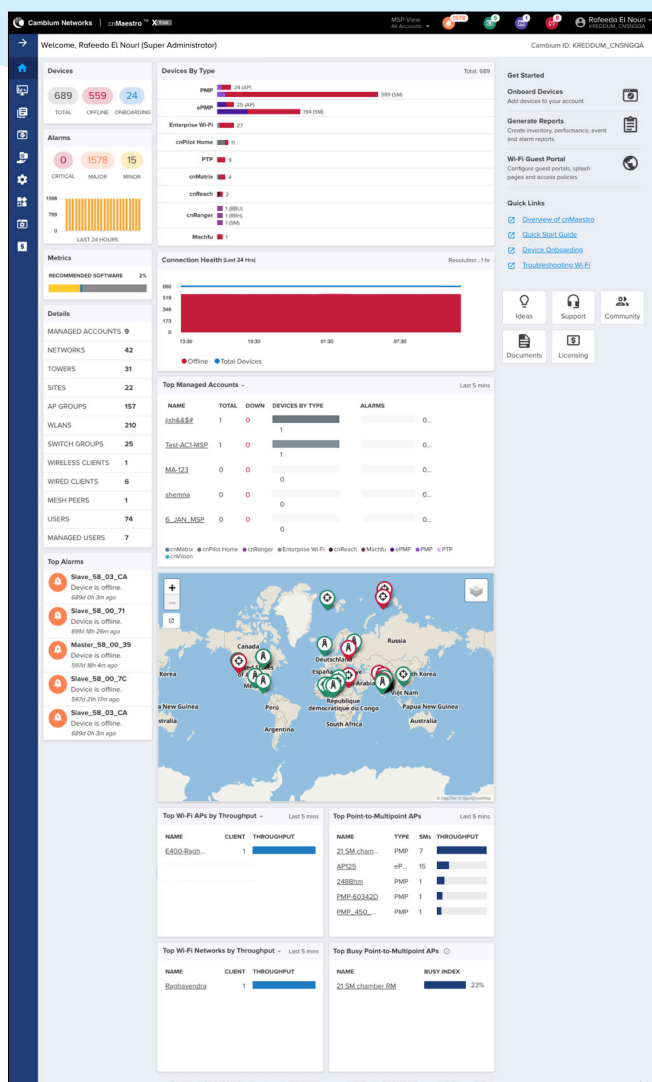 Cambium Networks | cnMaestro™ X Trial
MSP View
All Accounts
1578
Rafeeda El Nouri
KREDDUM_CNSNGQA
Welcome, Rafeeda El Nouri (Super Administrator)
Cambium ID: KREDDUM_CNSNGQA
Devices
689 559 24
TOTAL OFFLINE ONBOARDING
Alarms
0 1578 15
CRITICAL MAJOR MINOR
1598
799
0
LAST 24 HOURS
Metrics
RECOMMENDED SOFTWARE 2%
Details
MANAGED ACCOUNTS 9
NETWORKS 42
TOWERS 31
SITES 22
AP GROUPS 157
WLANS 210
SWITCH GROUPS 25
WIRELESS CLIENTS 1
WIRED CLIENTS 6
MESH PEERS 1
USERS 74
MANAGED USERS 7
Top Alarms
Slave_58_03_CA
Device is offline.
689d 0h 3m ago
Slave_58_00_71
Device is offline.
691d 18h 26m ago
Master_58_00_39
Device is offline.
597d 18h 4m ago
Slave_58_00_7C
Device is offline.
597d 21h 17m ago
Slave_58_03_CA
Device is offline.
689d 0h 3m ago
Devices By Type Total: 689
PMP 24 (AP)
389 (SM)
ePMP 25 (AP)
194 (SM)
Enterprise Wi-Fi 27
cnPilot Home 11
PTP 9
cnMatrix 4
cnReach 3
cnRanger 1 (BBU)
1 (RRH)
1 (SM)
Machfu 1
Connection Health (Last 24 Hrs) Resolution : 1 hr
680
519
346
173
0
13:30 19:30 01:30 07:30
Offline Total Devices
Top Managed Accounts Last 5 mins
NAME TOTAL DOWN DEVICES BY TYPE ALARMS
jish&&$# 1 0 1 0...
Test-AC1-MSP 1 0 1 0...
MA-123 0 0 0 0...
shemna 0 0 0 0...
6_JAN_MSP 0 0 0 0...
cnMatrix cnPilot Home cnRanger Enterprise Wi-Fi cnReach Machfu ePMP PMP PTP
cnVision
+
−
Canada
Russia
Deutschland
Korea
Việt Nam
République
démocratique du Congo
Perú
a New Guinea
Papua New Guinea
stralia
Australia
South Africa
Argentina
Top Wi-Fi APs by Throughput Last 5 mins
NAME CLIENT THROUGHPUT
E400-Ragh... 1
Top Point-to-Multipoint APs Last 5 mins
NAME TYPE SMs THROUGHPUT
21 SM cham... PMP 7
AP125 eP... 15
248Bhm PMP 1
PMP-60342D PMP 1
PMP_450_... PMP 1
Top Wi-Fi Networks by Throughput Last 5 mins
NAME CLIENT THROUGHPUT
Raghavendra 1
Top Busy Point-to-Multipoint APs
NAME BUSY INDEX
21 SM chamber RM 23%
Get Started
Onboard Devices
Add devices to your account
Generate Reports
Create inventory, performance, event
and alarm reports
Wi-Fi Guest Portal
Configure guest portals, splash
pages and access policies
Quick Links
Overview of cnMaestro
Quick Start Guide
Device Onboarding
Troubleshooting Wi-Fi
Ideas Support Community
Documents Licensing